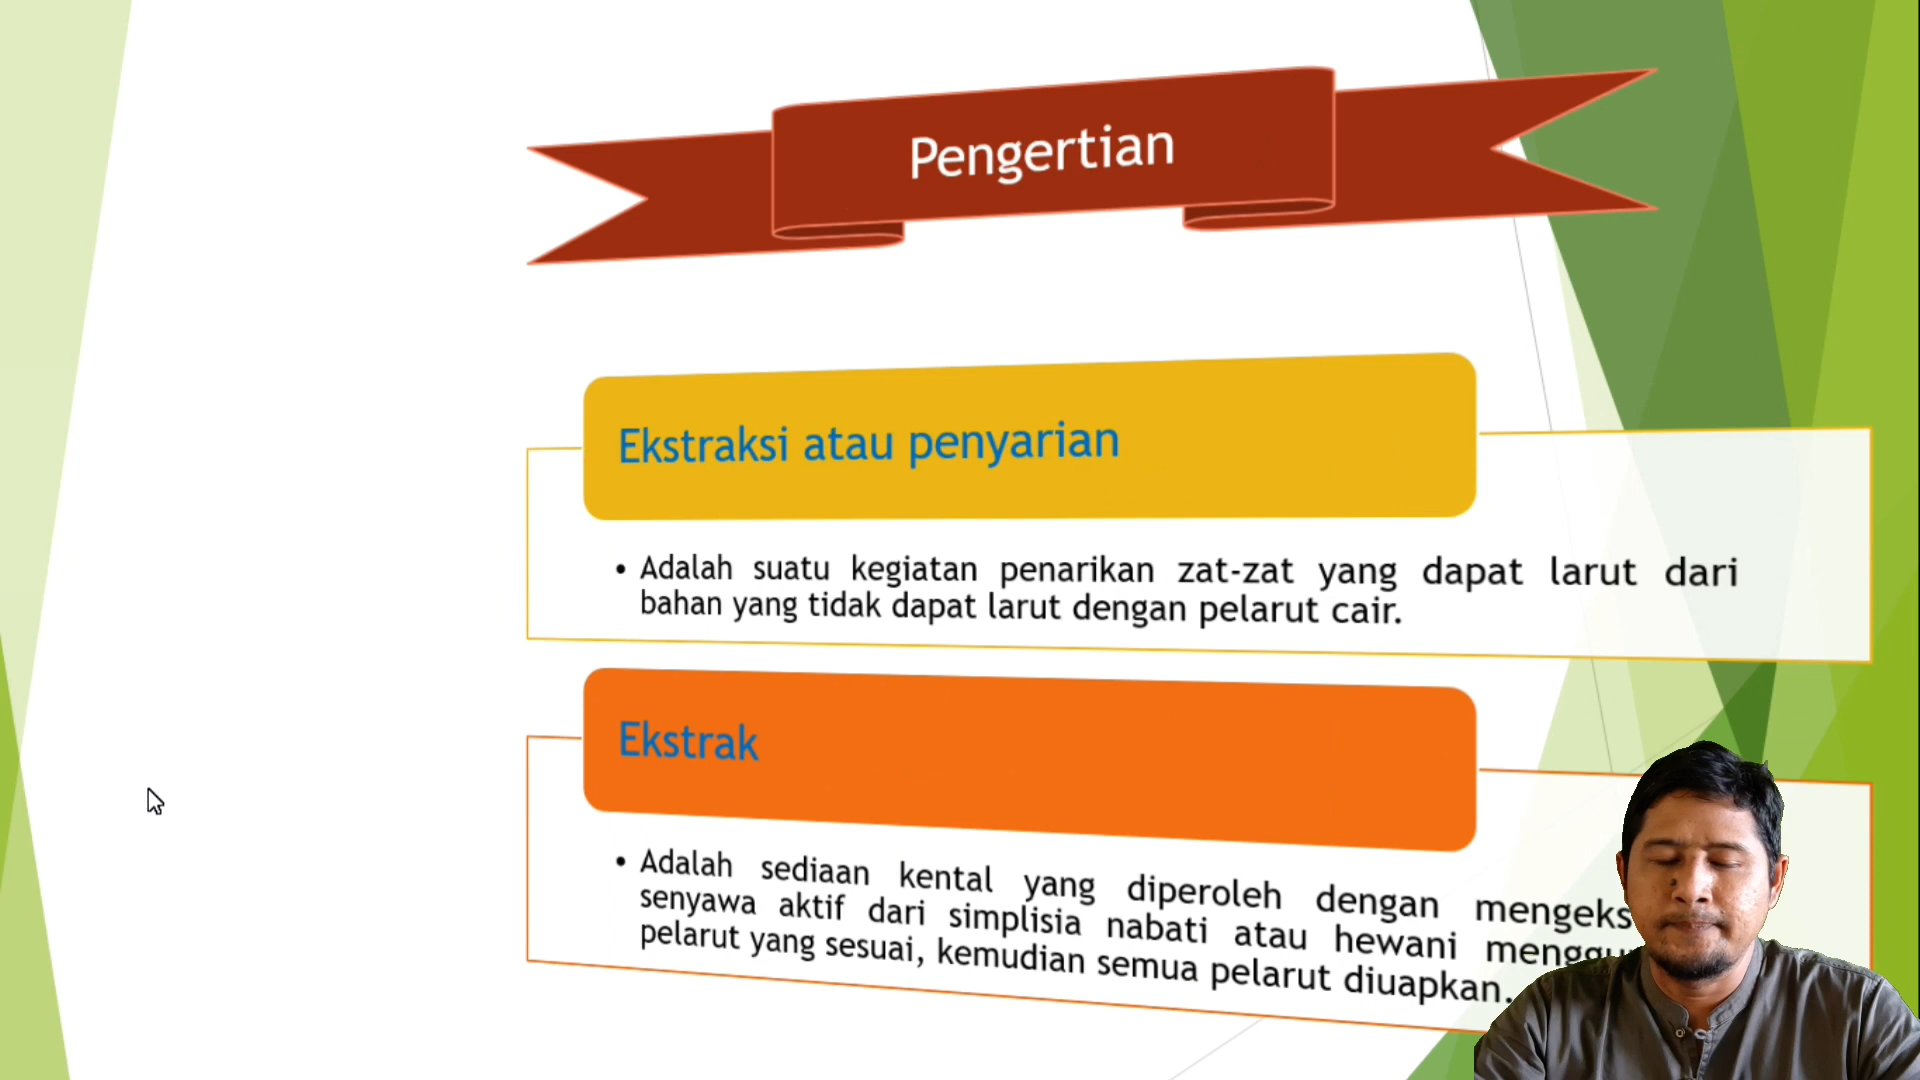 Pengertian
Ekstraksi atau penyarian
• Adalah suatu kegiatan penarikan zat-zat yang dapat larut dari
bahan yang tidak dapat larut dengan pelarut cair.
Ekstrak
• Adalah sediaan kental yang diperoleh dengan
senyawa aktif dari simplisia nabati atau hewani
pelarut yang sesuai, kemudian semua pelarut diuapkan.